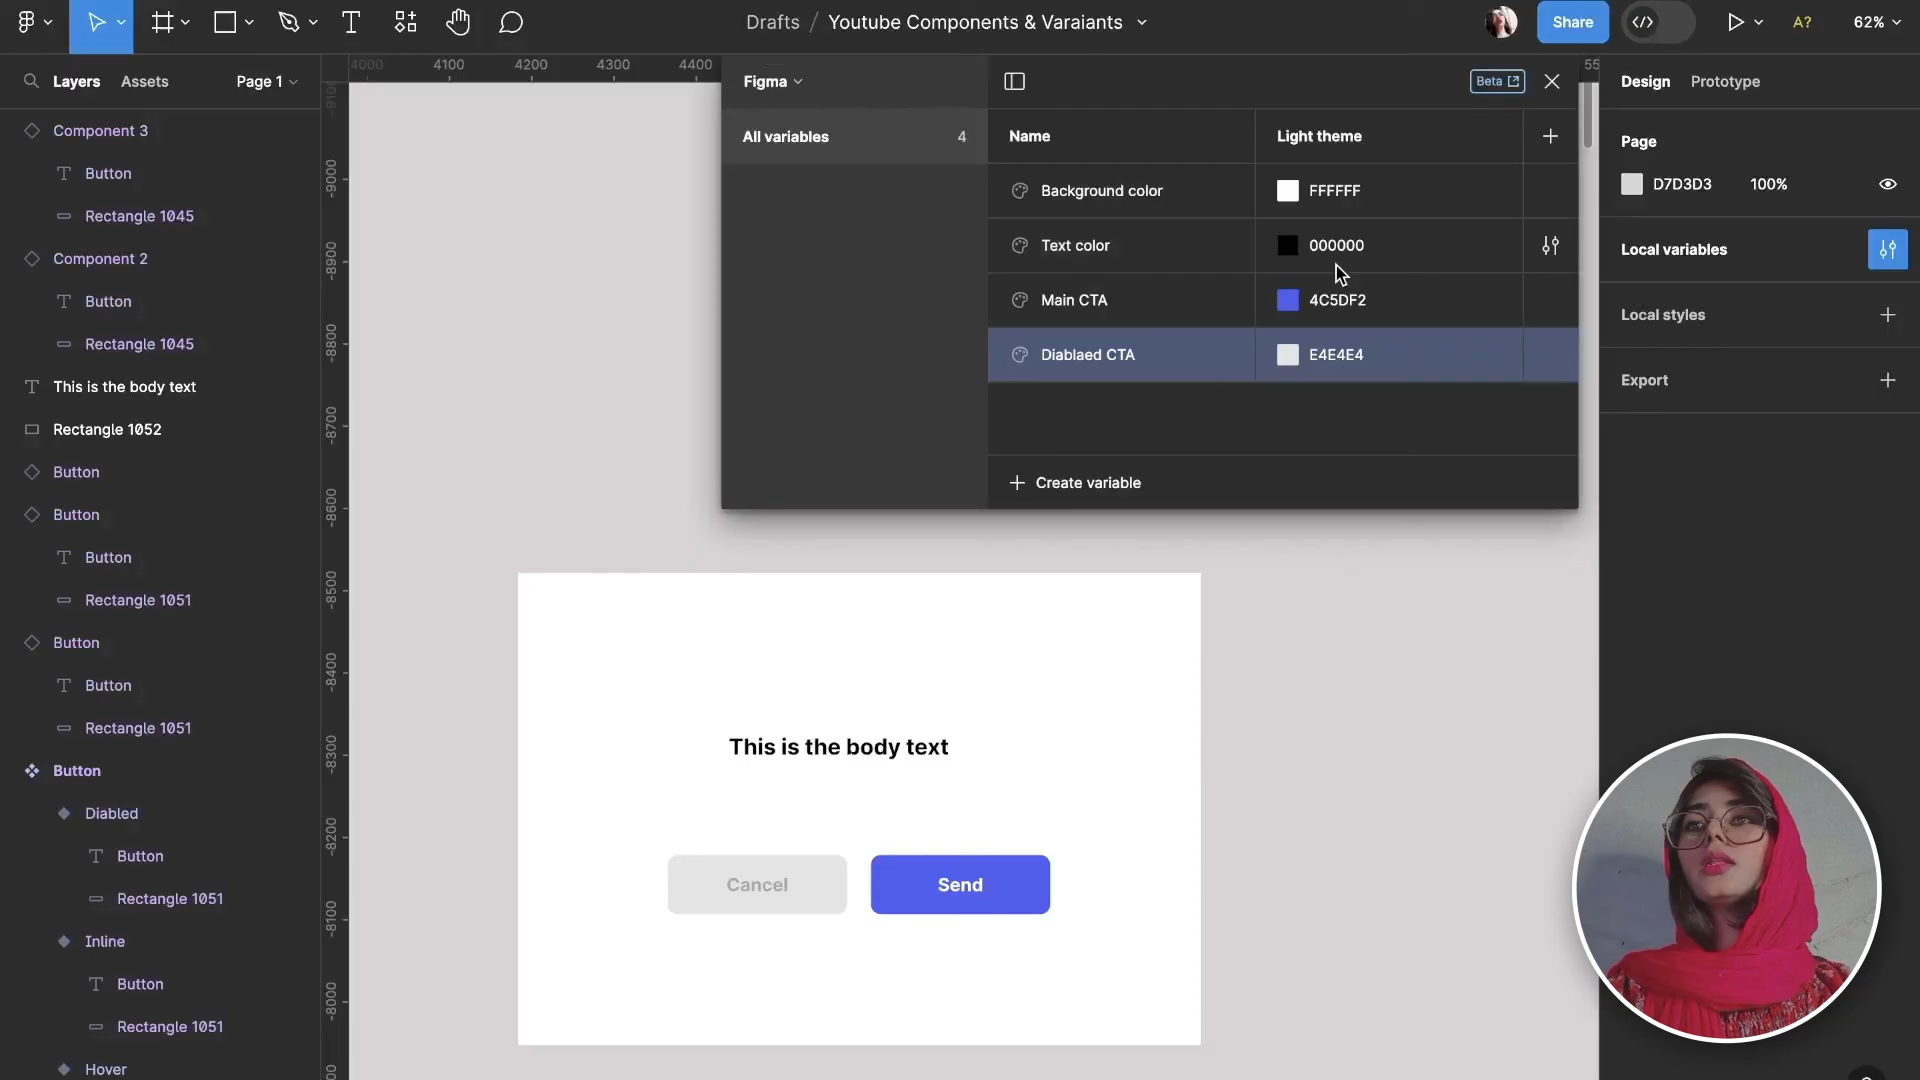 Drafts / Youtube Components & Varaiants
Share
A?
62%
Layers Assets Page 1
Component 3
Button
Rectangle 1045
Component 2
Button
Rectangle 1045
This is the body text
Rectangle 1052
Button
Button
Button
Rectangle 1051
Button
Button
Rectangle 1051
Button
Diabled
Button
Rectangle 1051
Inline
Button
Rectangle 1051
Hover
4000 4100 4200 4300 4400 55
-9000
-8900
-8800
-8700
-8600
-8500
-8400
-8300
-8200
-8100
-8000
Figma
Beta
All variables 4
Name Light theme
Background color FFFFFF
Text color 000000
Main CTA 4C5DF2
Diablaed CTA E4E4E4
Create variable
This is the body text
Cancel Send
Design Prototype
Page
D7D3D3 100%
Local variables
Local styles
Export